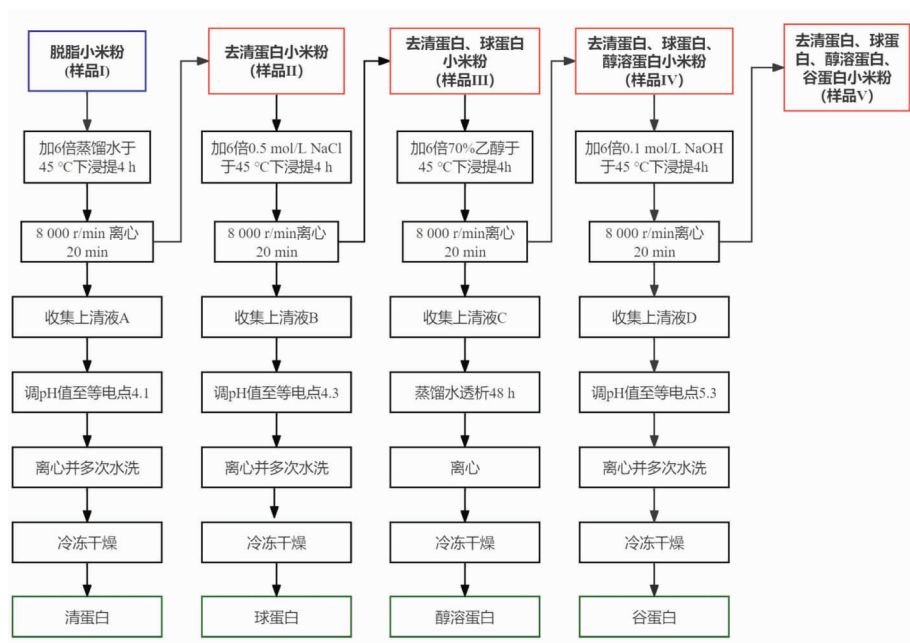 脱脂小米粉
(样品I)
加6倍蒸馏水于
45 °C下浸提4 h
8 000 r/min 离心
20 min
收集上清液A
调pH值至等电点4.1
离心并多次水洗
冷冻干燥
清蛋白
去清蛋白小米粉
(样品II)
加6倍0.5 mol/L NaCl
于45 °C下浸提4 h
8 000 r/min离心
20 min
收集上清液B
调pH值至等电点4.3
离心并多次水洗
冷冻干燥
球蛋白
去清蛋白、球蛋白
小米粉
(样品III)
加6倍70%乙醇于
45 °C下浸提4h
8 000 r/min离心
20 min
收集上清液C
蒸馏水透析48 h
离心
冷冻干燥
醇溶蛋白
去清蛋白、球蛋白、
醇溶蛋白小米粉
(样品IV)
加6倍0.1 mol/L NaOH
于45 °C下浸提4h
8 000 r/min离心
20 min
收集上清液D
调pH值至等电点5.3
离心并多次水洗
冷冻干燥
谷蛋白
去清蛋白、球蛋
白、醇溶蛋白、
谷蛋白小米粉
(样品V)